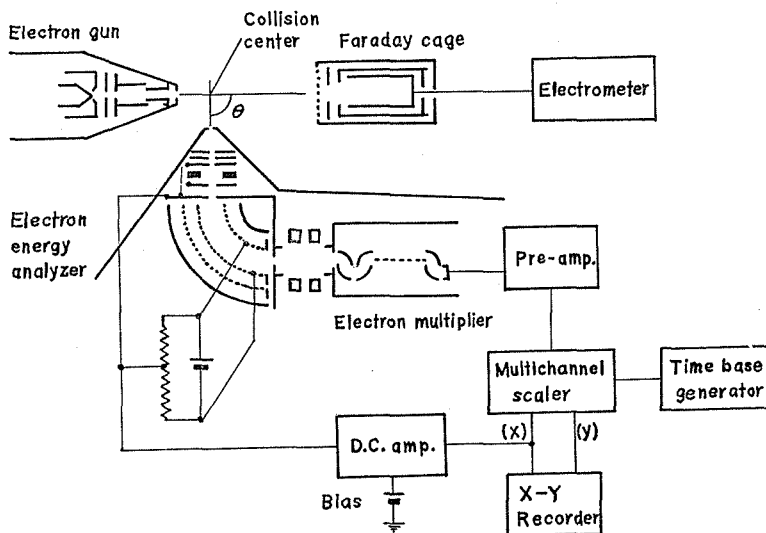 Electron gun
Collision
center
Faraday cage
Electrometer
θ
Electron
energy
analyzer
Pre-amp.
Electron multiplier
Multichannel
scaler
Time base
generator
(x)
(y)
D.C. amp.
Bias
X-Y
Recorder